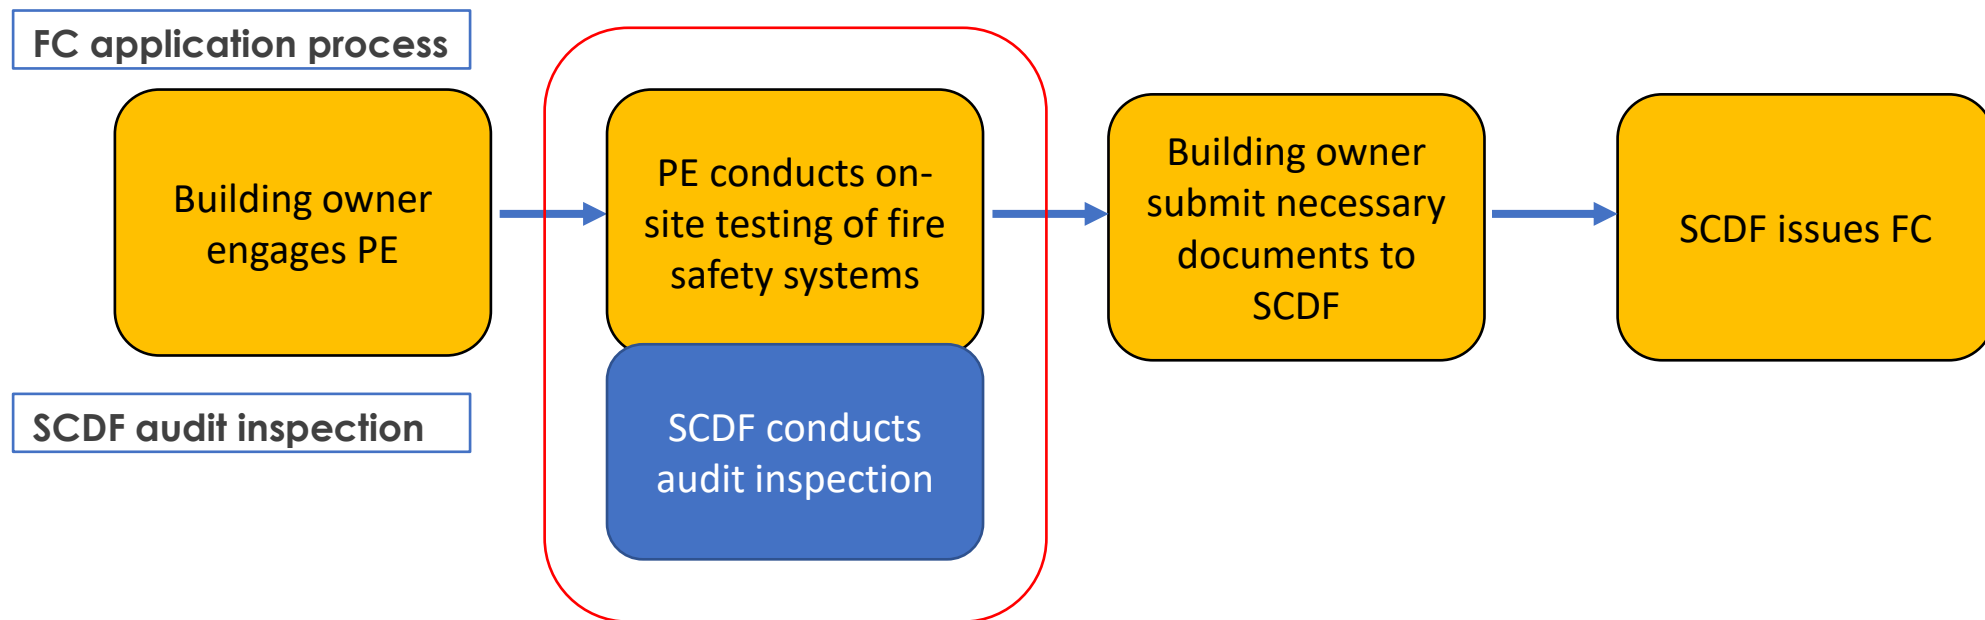 FC application process
Building owner
engages PE
PE conducts on-
site testing of fire
safety systems
Building owner
submit necessary
documents to
SCDF
SCDF issues FC
SCDF audit inspection
SCDF conducts
audit inspection